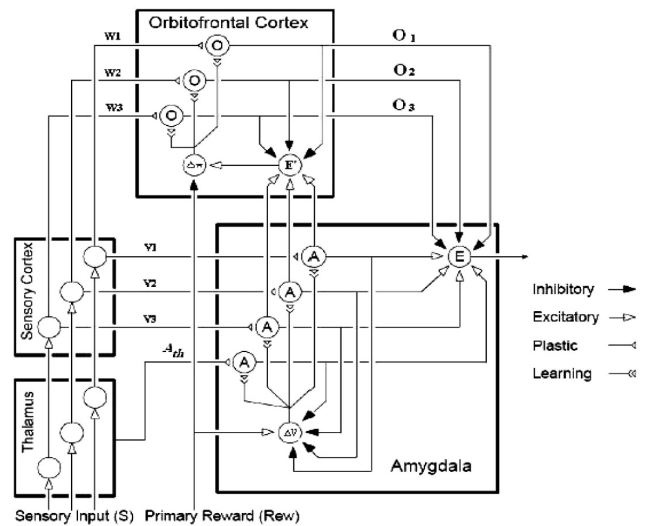 Orbitofrontal Cortex
W1
O
O 1
W2
O
O 2
W3
O
O 3
Δw
E'
Sensory Cortex
V1
A
E
V2
A
V3
A
A th
A
Thalamus
ΔV
Amygdala
Inhibitory
Excitatory
Plastic
Learning
Sensory Input (S) Primary Reward (Rew)